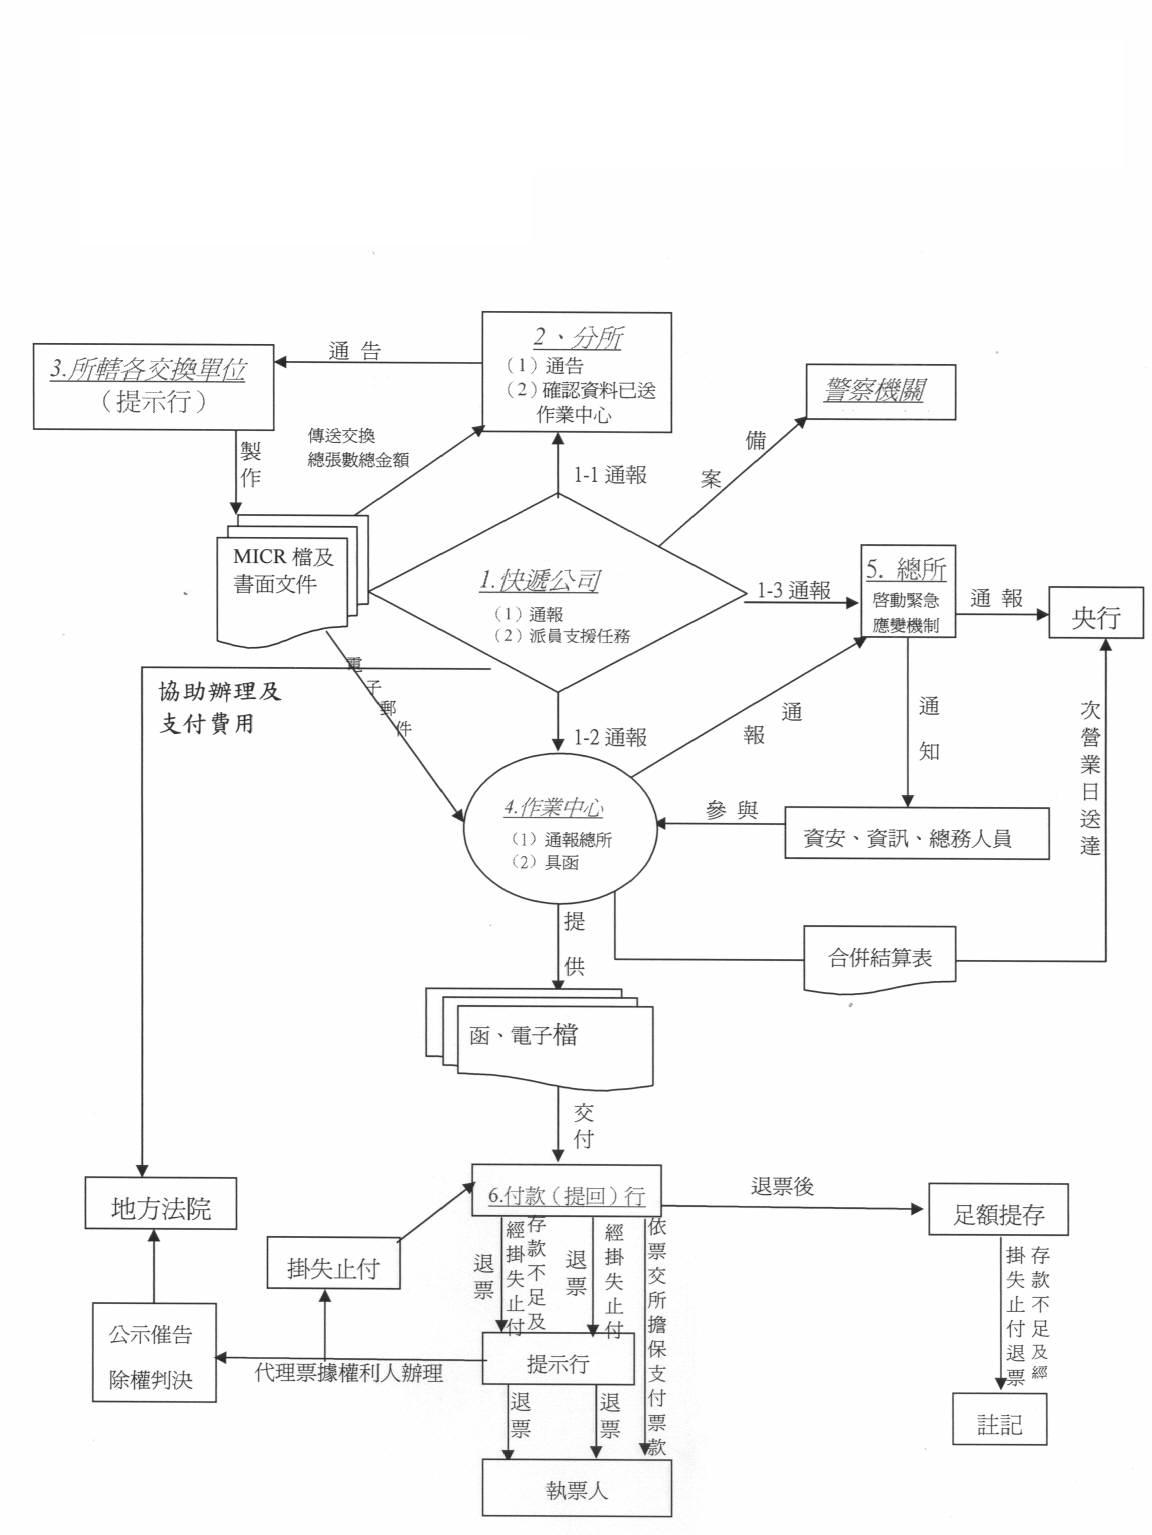 2、分所
（1）通告
（2）確認資料已送
作業中心
通 告
3.所轄各交換單位
（提示行）
警察機關
備
案
製
作
傳送交換
總張數總金額
1-1 通報
MICR 檔及
書面文件
1.快遞公司
（1）通報
（2）派員支援任務
1-3 通報
5. 總所
啓動緊急
應變機制
通 報
央行
電
子
郵
件
協助辦理及
支付費用
1-2 通報
通
報
通
知
次營業日送達
4.作業中心
（1）通報總所
（2）具函
參 與
資安、資訊、總務人員
提
供
合併結算表
函、電子檔
交
付
地方法院
6.付款（提回）行
退票後
足額提存
掛失止付
退票
存款不足及
經掛失止付
退票
經掛失止付
依票交所擔保支付票款
存款不足及經
掛失止付退票
公示催告
除權判決
代理票據權利人辦理
提示行
退票
退票
註記
執票人